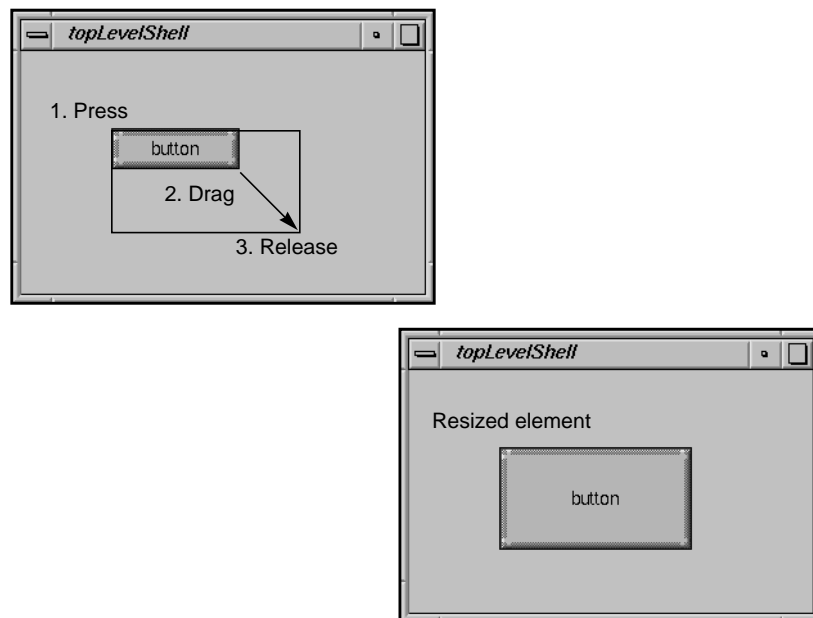 topLevelShell
1. Press
button
2. Drag
3. Release
topLevelShell
Resized element
button